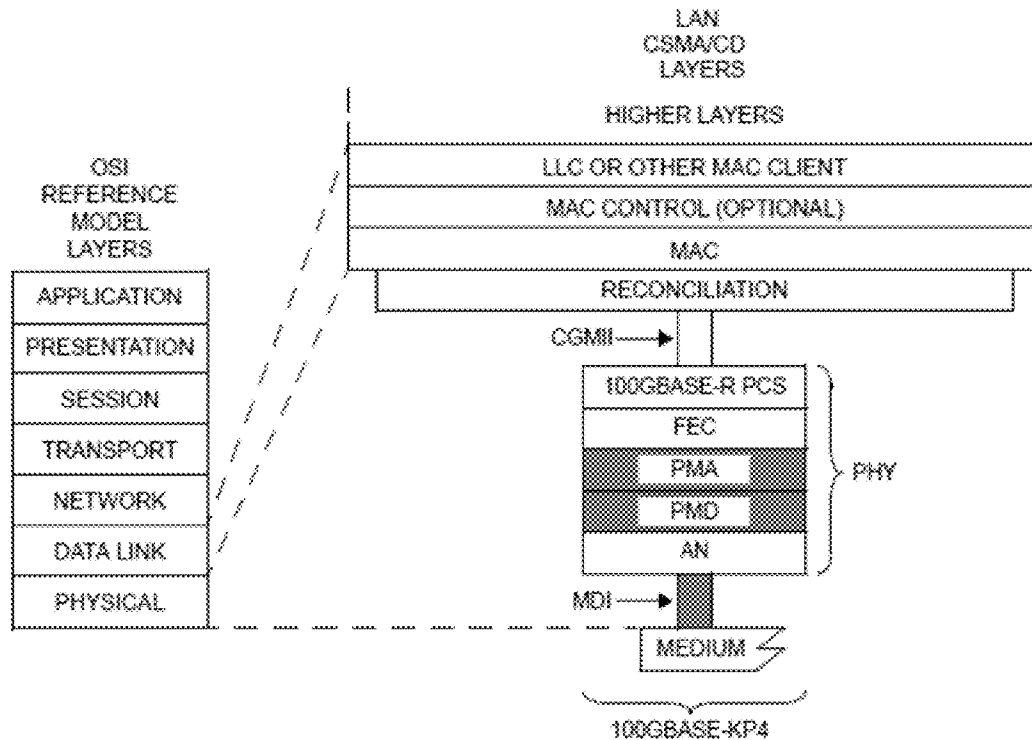 LAN
CSMA/CD
LAYERS
HIGHER LAYERS
LLC OR OTHER MAC CLIENT
MAC CONTROL (OPTIONAL)
MAC
RECONCILIATION
OSI
REFERENCE
MODEL
LAYERS
APPLICATION
PRESENTATION
SESSION
TRANSPORT
NETWORK
DATA LINK
PHYSICAL
CGMII
100GBASE-R PCS
FEC
PMA
PMD
AN
PHY
MDI
MEDIUM
100GBASE-KP4